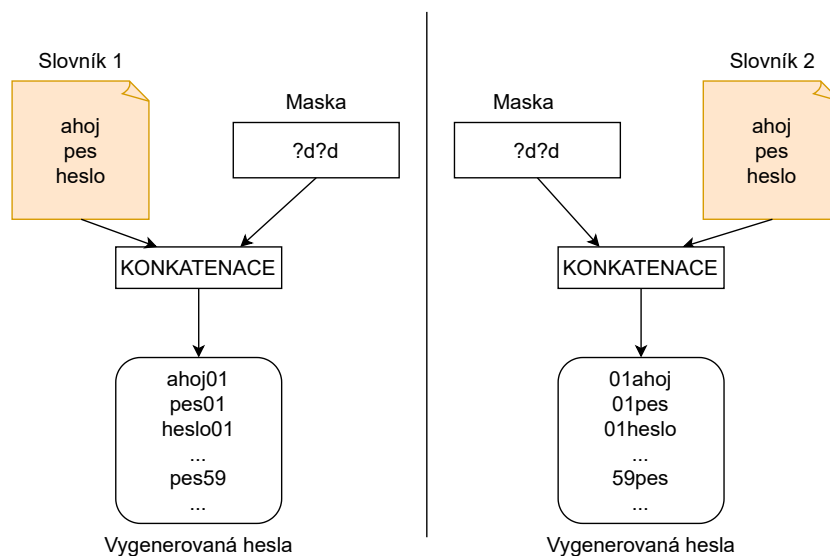 Slovník 1
ahoj
pes
heslo
Maska
?d?d
KONKATENACE
ahoj01
pes01
heslo01
...
pes59
...
Vygenerovaná hesla
Maska
?d?d
Slovník 2
ahoj
pes
heslo
KONKATENACE
01ahoj
01pes
01heslo
...
59pes
...
Vygenerovaná hesla